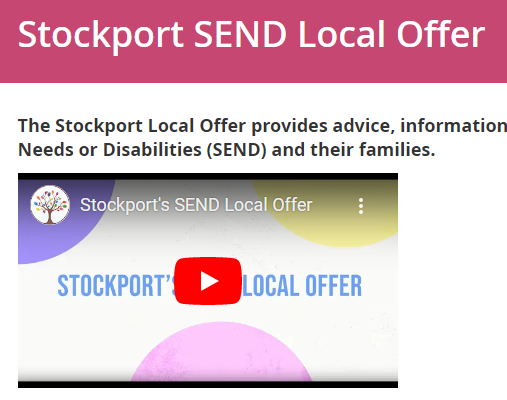 Stockport SEND Local Offer
The Stockport Local Offer provides advice, information
Needs or Disabilities (SEND) and their families.
Stockport's SEND Local Offer
STOCKPORT'S LOCAL OFFER